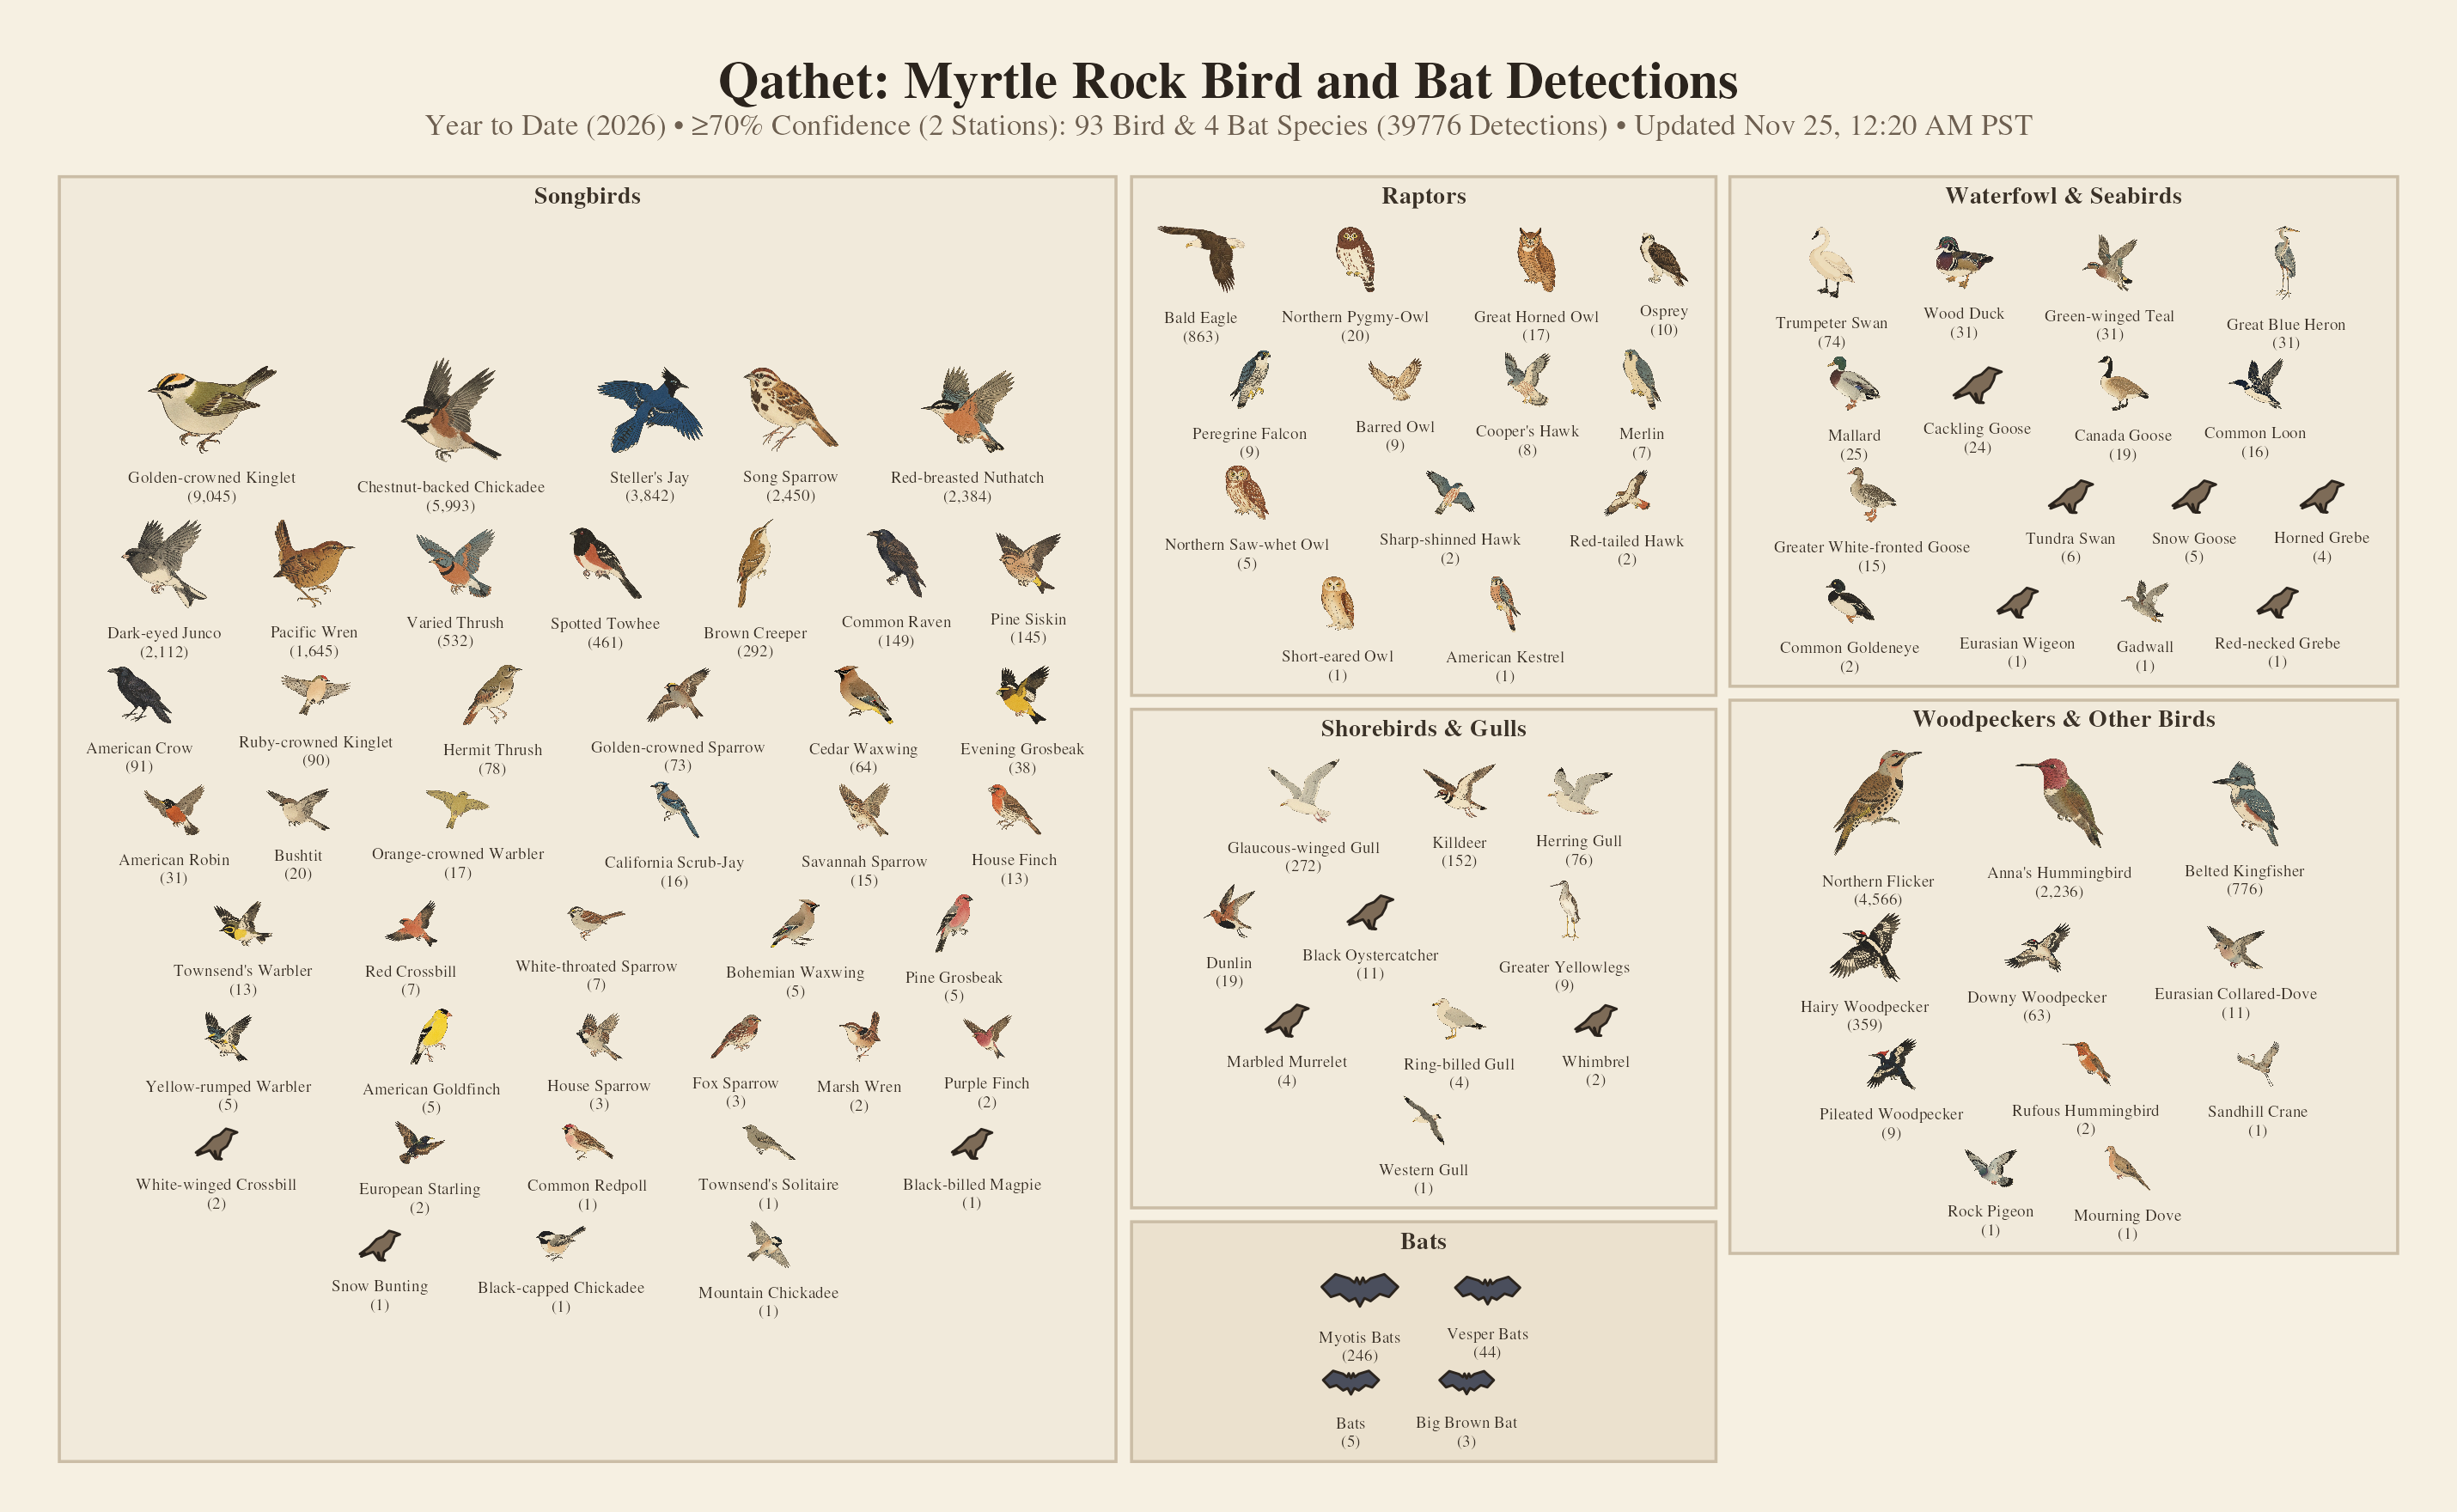 Qathet: Myrtle Rock Bird and Bat Detections
Year to Date (2026) • ≥70% Confidence (2 Stations): 93 Bird & 4 Bat Species (39776 Detections) • Updated Nov 25, 12:20 AM PST
Songbirds
Golden-crowned Kinglet
(9,045)
Chestnut-backed Chickadee
(5,993)
Steller's Jay
(3,842)
Song Sparrow
(2,450)
Red-breasted Nuthatch
(2,384)
Dark-eyed Junco
(2,112)
Pacific Wren
(1,645)
Varied Thrush
(532)
Spotted Towhee
(461)
Brown Creeper
(292)
Common Raven
(149)
Pine Siskin
(145)
American Crow
(91)
Ruby-crowned Kinglet
(90)
Hermit Thrush
(78)
Golden-crowned Sparrow
(73)
Cedar Waxwing
(64)
Evening Grosbeak
(38)
American Robin
(31)
Bushtit
(20)
Orange-crowned Warbler
(17)
California Scrub-Jay
(16)
Savannah Sparrow
(15)
House Finch
(13)
Townsend's Warbler
(13)
Red Crossbill
(7)
White-throated Sparrow
(7)
Bohemian Waxwing
(5)
Pine Grosbeak
(5)
Yellow-rumped Warbler
(5)
American Goldfinch
(5)
House Sparrow
(3)
Fox Sparrow
(3)
Marsh Wren
(2)
Purple Finch
(2)
White-winged Crossbill
(2)
European Starling
(2)
Common Redpoll
(1)
Townsend's Solitaire
(1)
Black-billed Magpie
(1)
Snow Bunting
(1)
Black-capped Chickadee
(1)
Mountain Chickadee
(1)
Raptors
Bald Eagle
(863)
Northern Pygmy-Owl
(20)
Great Horned Owl
(17)
Osprey
(10)
Peregrine Falcon
(9)
Barred Owl
(9)
Cooper's Hawk
(8)
Merlin
(7)
Northern Saw-whet Owl
(5)
Sharp-shinned Hawk
(2)
Red-tailed Hawk
(2)
Short-eared Owl
(1)
American Kestrel
(1)
Shorebirds & Gulls
Glaucous-winged Gull
(272)
Killdeer
(152)
Herring Gull
(76)
Dunlin
(19)
Black Oystercatcher
(11)
Greater Yellowlegs
(9)
Marbled Murrelet
(4)
Ring-billed Gull
(4)
Whimbrel
(2)
Western Gull
(1)
Bats
Myotis Bats
(246)
Vesper Bats
(44)
Bats
(5)
Big Brown Bat
(3)
Waterfowl & Seabirds
Trumpeter Swan
(74)
Wood Duck
(31)
Green-winged Teal
(31)
Great Blue Heron
(31)
Mallard
(25)
Cackling Goose
(24)
Canada Goose
(19)
Common Loon
(16)
Greater White-fronted Goose
(15)
Tundra Swan
(6)
Snow Goose
(5)
Horned Grebe
(4)
Common Goldeneye
(2)
Eurasian Wigeon
(1)
Gadwall
(1)
Red-necked Grebe
(1)
Woodpeckers & Other Birds
Northern Flicker
(4,566)
Anna's Hummingbird
(2,236)
Belted Kingfisher
(776)
Hairy Woodpecker
(359)
Downy Woodpecker
(63)
Eurasian Collared-Dove
(11)
Pileated Woodpecker
(9)
Rufous Hummingbird
(2)
Sandhill Crane
(1)
Rock Pigeon
(1)
Mourning Dove
(1)